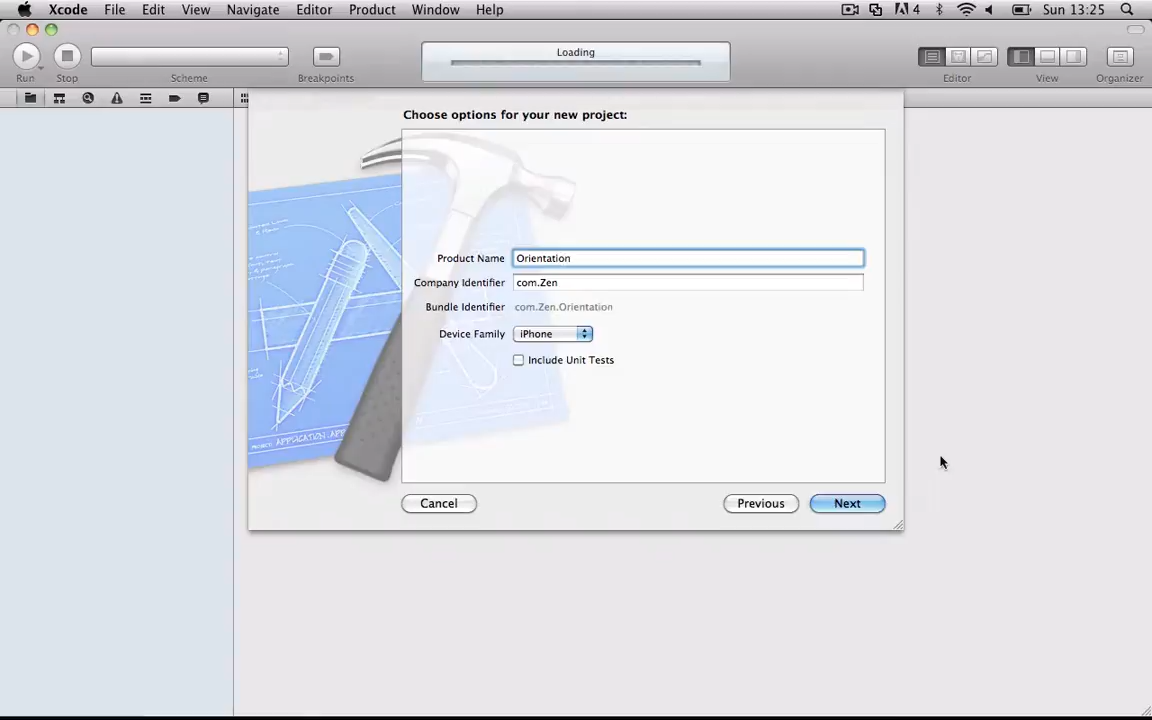 Xcode File Edit View Navigate Editor Product Window Help 4 Sun 13:25
Loading
Run Stop Scheme Breakpoints Editor View Organizer
Choose options for your new project:
Product Name Orientation
Company Identifier com.Zen
Bundle Identifier com.Zen.Orientation
Device Family iPhone
Include Unit Tests
APPLICATION APP
Cancel Previous Next